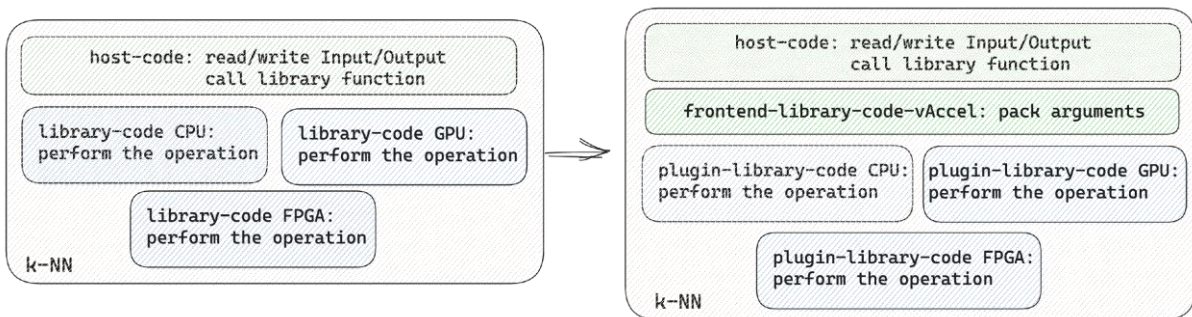 host-code: read/write Input/Output
call library function
library-code CPU:
perform the operation
library-code GPU:
perform the operation
library-code FPGA:
perform the operation
k-NN
host-code: read/write Input/Output
call library function
frontend-library-code-vAccel: pack arguments
plugin-library-code CPU:
perform the operation
plugin-library-code GPU:
perform the operation
plugin-library-code FPGA:
perform the operation
k-NN